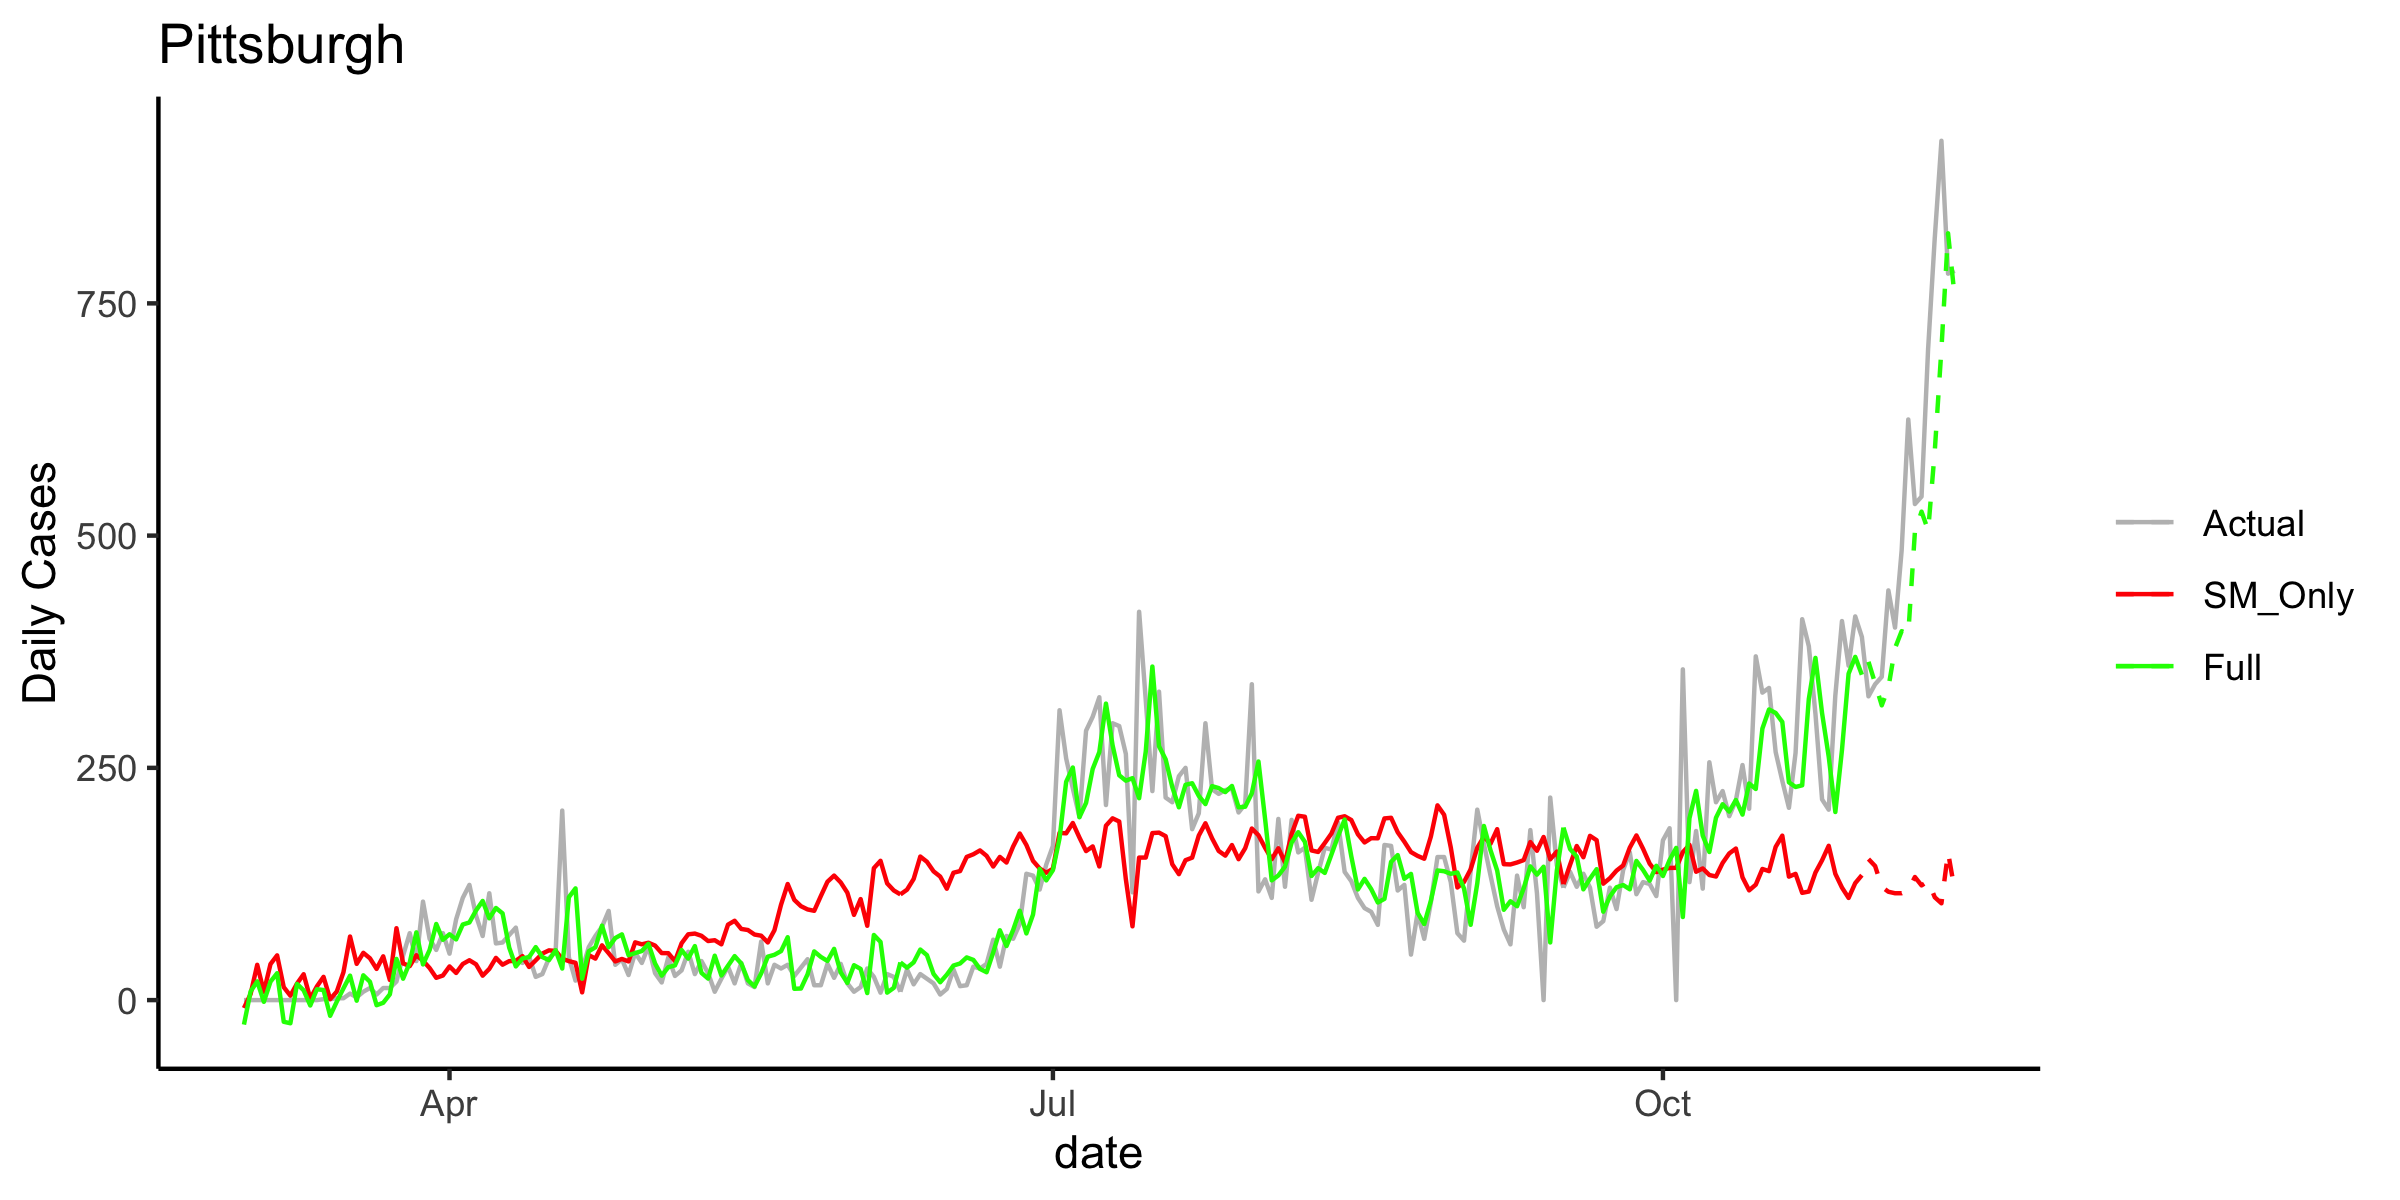 Pittsburgh
Daily Cases
750
500
250
0
Apr
Jul
Oct
date
Actual
SM_Only
Full